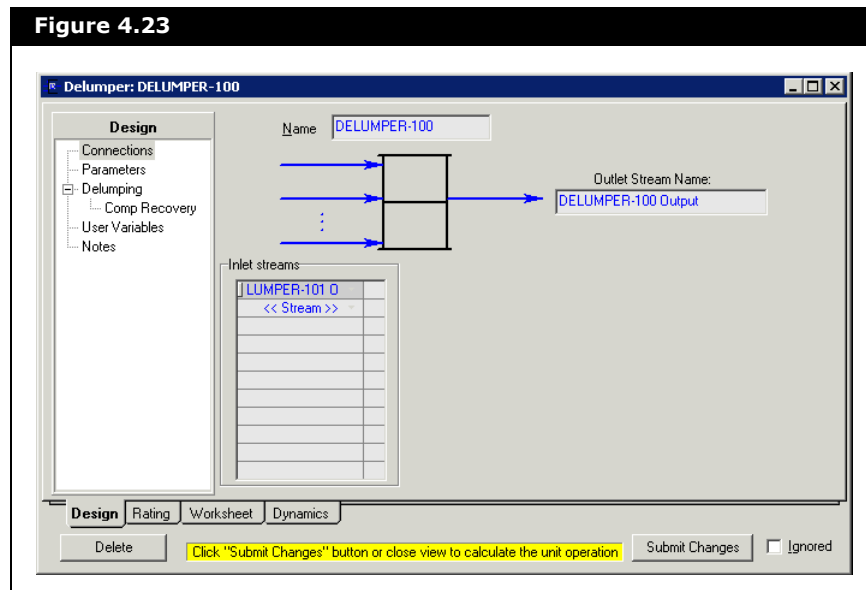 Figure 4.23
Delumper: DELUMPER-100
Design
Connections
Parameters
Delumping
Comp Recovery
User Variables
Notes
Name DELUMPER-100
Outlet Stream Name:
DELUMPER-100 Output
Inlet streams
LUMPER-101 O
<< Stream >>
Design Rating Worksheet Dynamics
Delete Click "Submit Changes" button or close view to calculate the unit operation Submit Changes Ignored